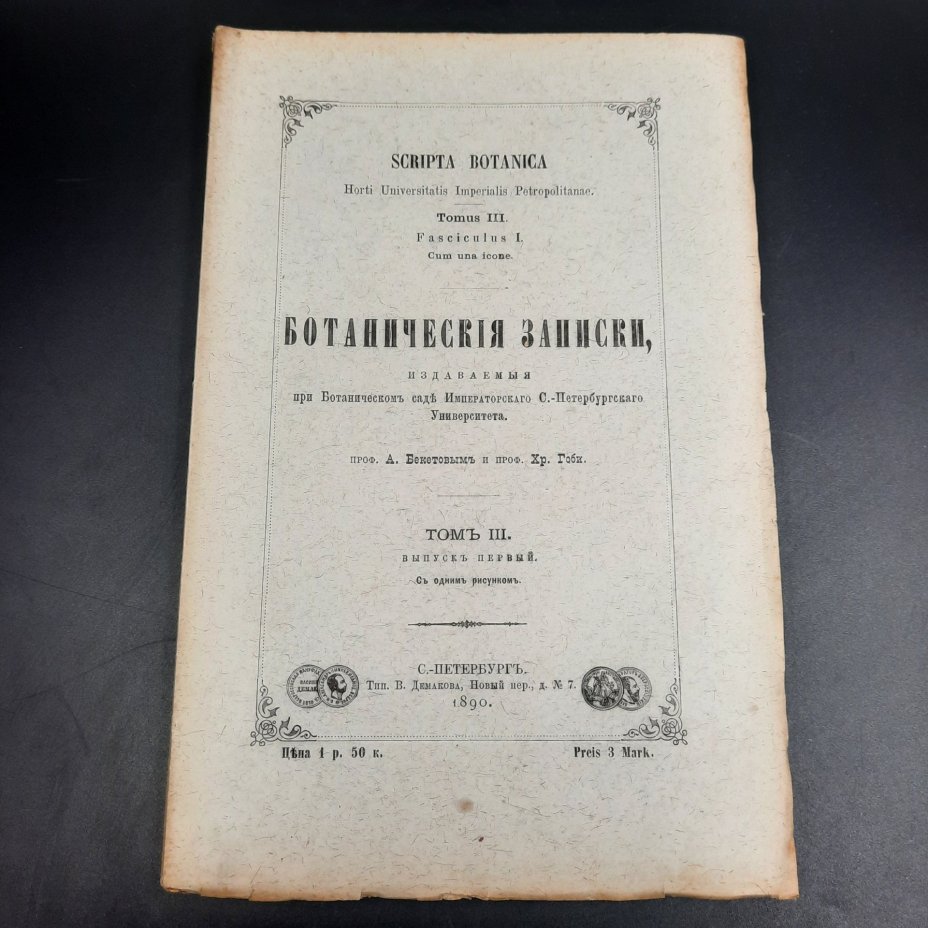 SCRIPTA BOTANICA
Horti Universitatis Imperialis Petropolitanae.
Tomus III.
Fasciculus I.
Cum una icone.
БОТАНИЧЕСКІЯ ЗАПИСКИ,
ИЗДАВАЕМЫЯ
при Ботаническомъ садѣ Императорскаго С.-Петербургскаго
Университета.
ПРОФ. А. Бекетовымъ И ПРОФ. Хр. Гоби.
ТОМЪ III.
ВЫПУСКЪ ПЕРВЫЙ.
Съ однимъ рисункомъ.
С.-ПЕТЕРБУРГЪ.
Тип. В. Демакова, Новый пер., д. № 7.
1890.
Цѣна 1 р. 50 к.
Preis 3 Mark.